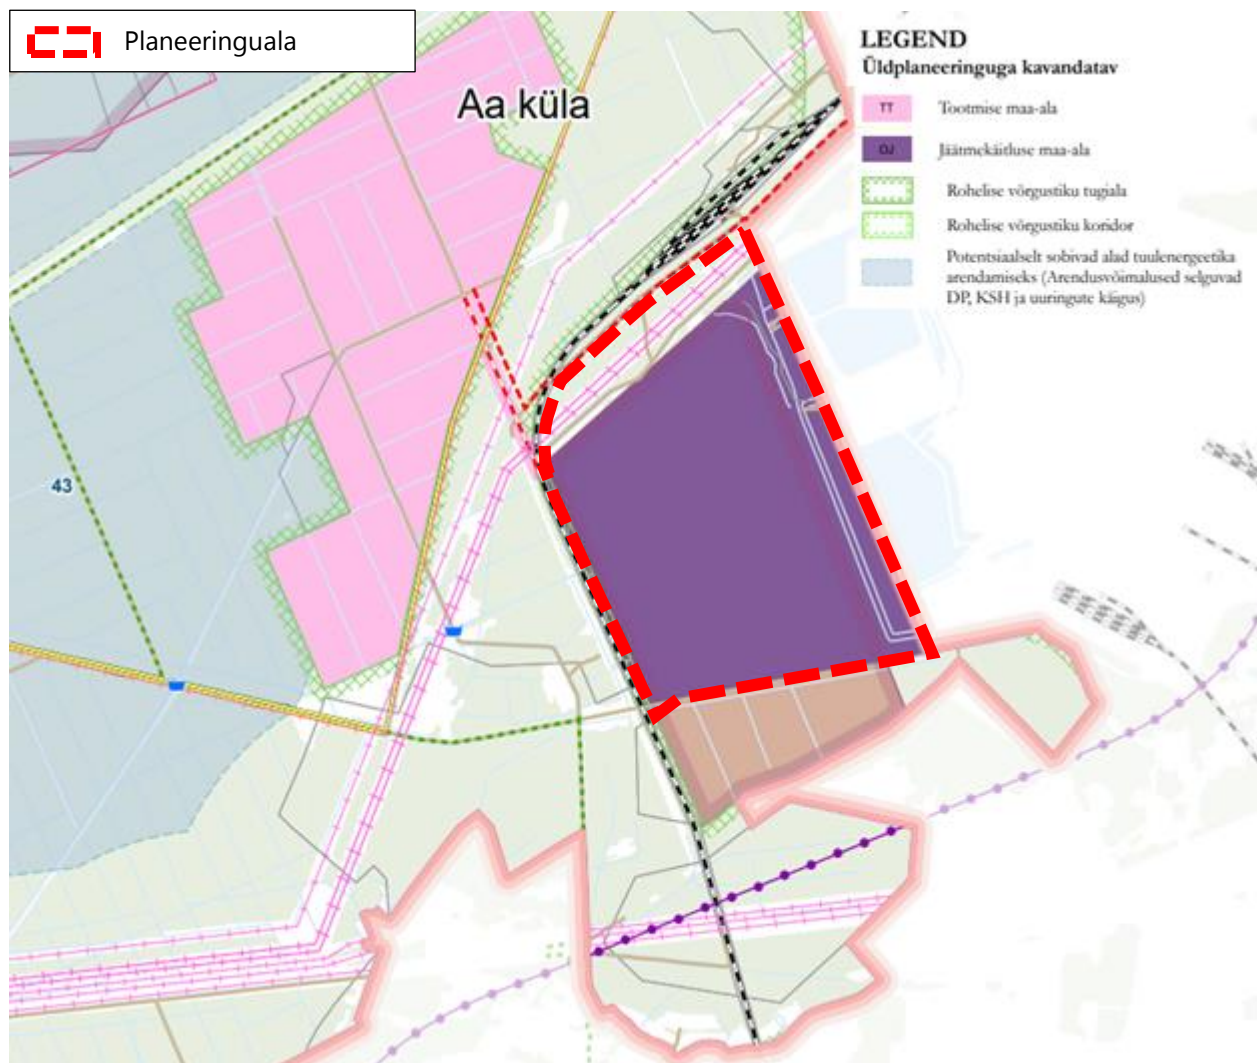 Planeeringuala
LEGEND
Üldplaneeringuga kavandatav
Aa küla
TT Tootmise maa-ala
OJ Jäätmekäitluse maa-ala
Rohelise võrgustiku tugiala
Rohelise võrgustiku koridor
Potentsiaalselt sobivad alad tuulenergeetika
arendamiseks (Arendusvõimalused selguvad
DP, KSH ja uuringute käigus)
43